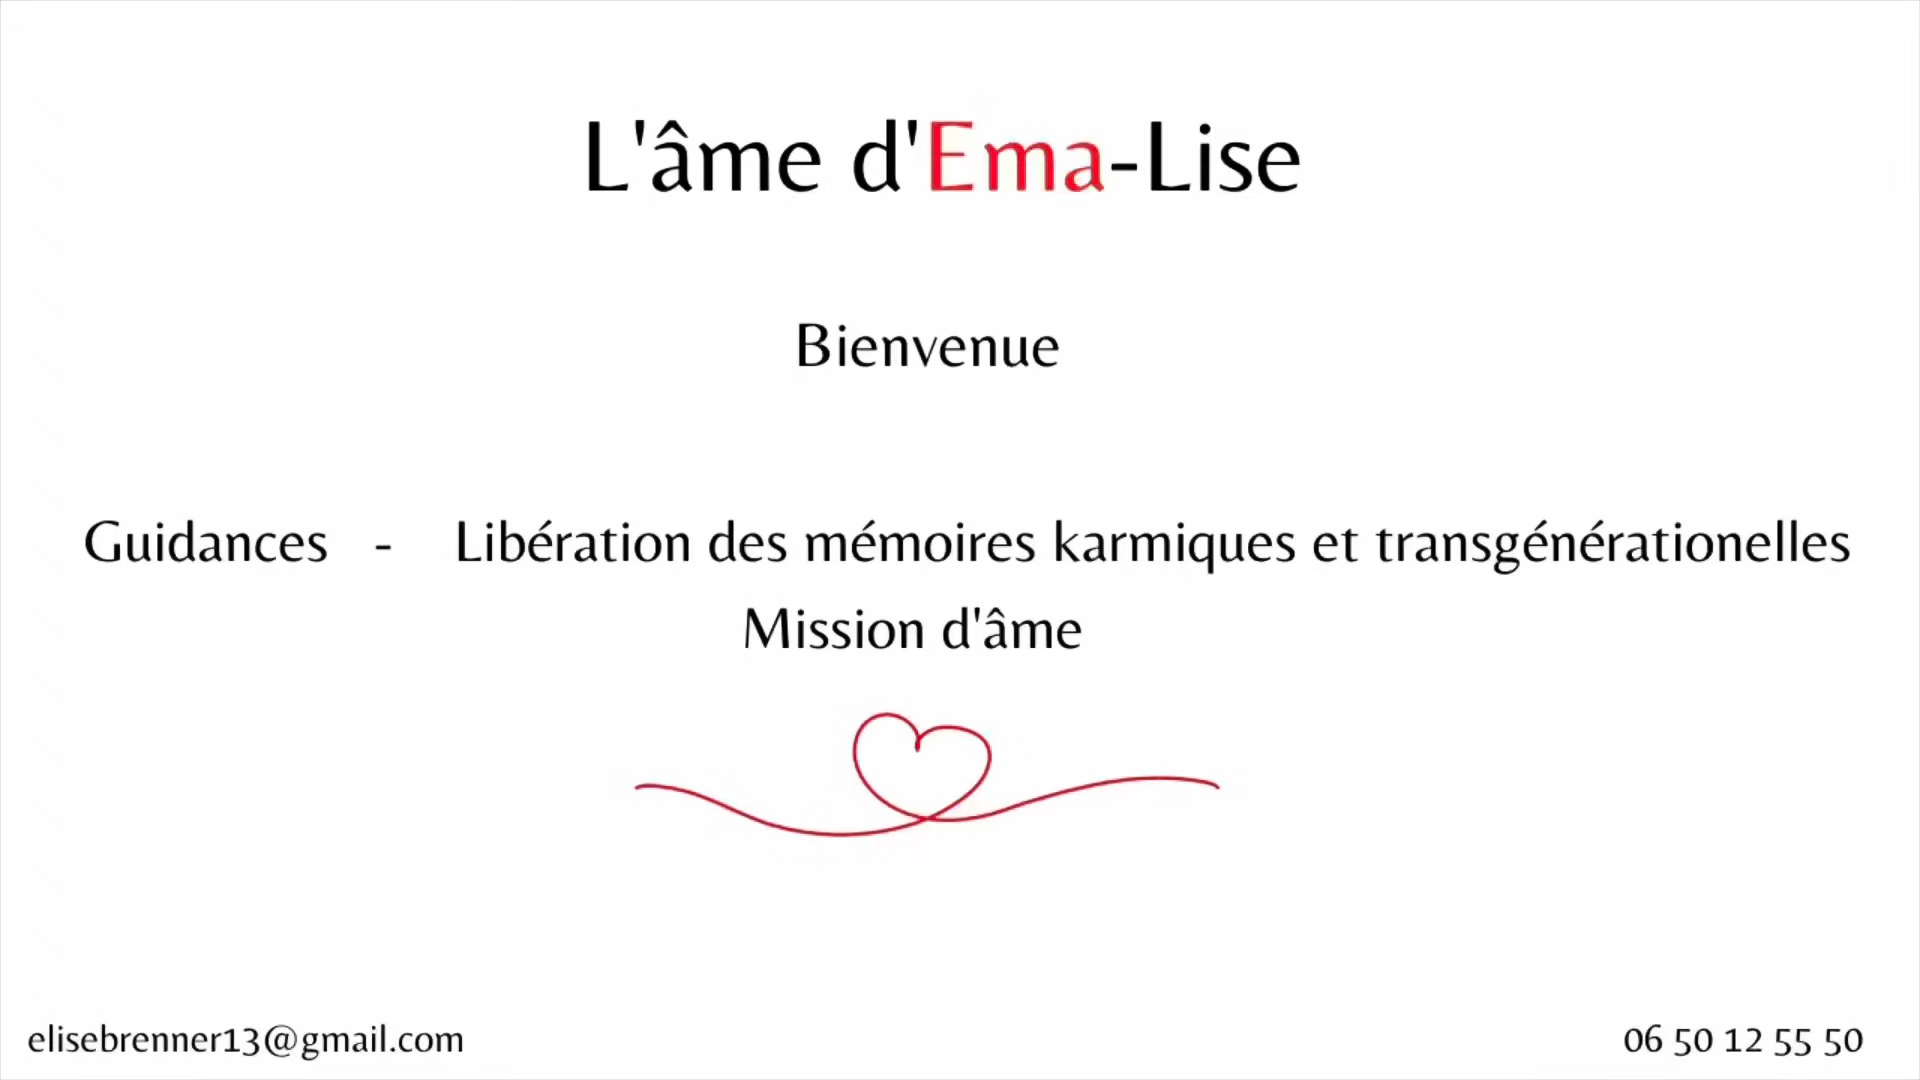 L'âme d'Ema-Lise
Bienvenue
Guidances - Libération des mémoires karmiques et transgénérationelles
Mission d'âme
elisebrenner13@gmail.com
06 50 12 55 50